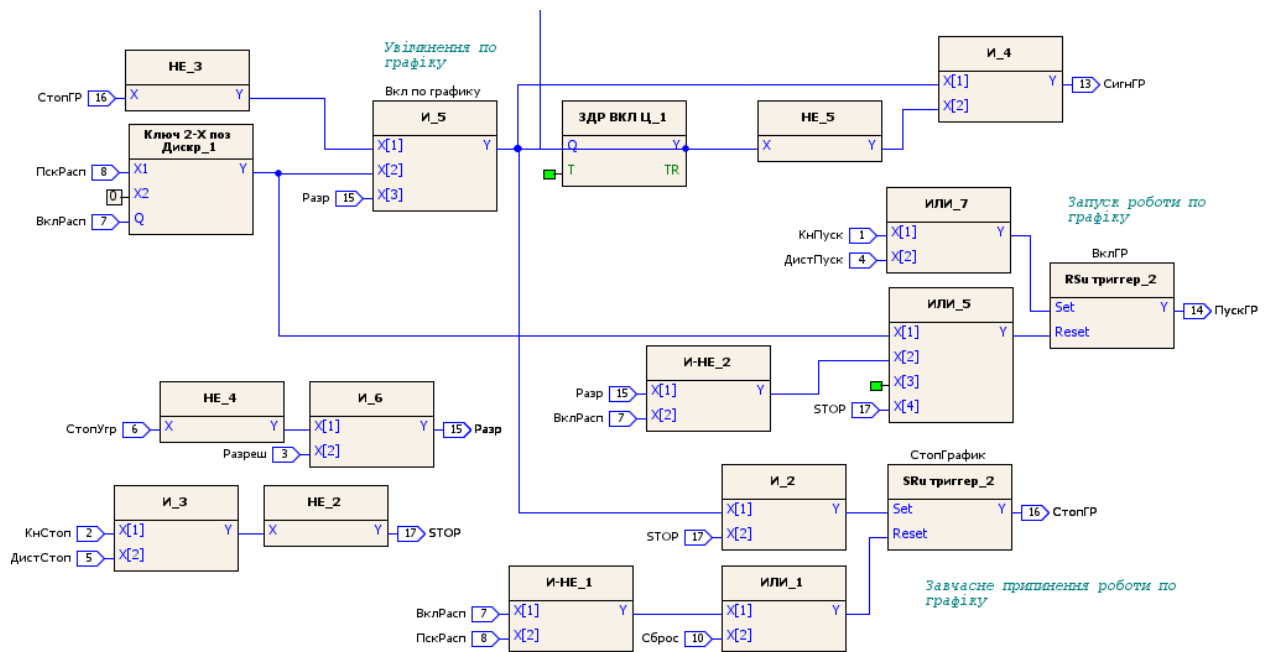 Увімкнення по
графіку
НЕ_3
X Y
СтопГР 16
Ключ 2-Х поз
Дискр_1
X1 Y
X2
Q
ПскРасп 8
0
ВклРасп 7
Вкл по графику
И_5
X[1] Y
X[2]
X[3]
Разр 15
ЗДР ВКЛ Ц_1
Q Y
T TR
НЕ_5
X Y
И_4
X[1] Y
X[2]
13 СигнГР
Запуск роботи по
графіку
ИЛИ_7
X[1] Y
X[2]
КнПуск 1
ДистПуск 4
ВклГР
RSu триггер_2
Set Y
Reset
14 ПускГР
ИЛИ_5
X[1] Y
X[2]
X[3]
X[4]
STOP 17
И-НЕ_2
X[1] Y
X[2]
Разр 15
ВклРасп 7
НЕ_4
X Y
СтопУгр 6
И_6
X[1] Y
X[2]
Разреш 3
15 Разр
И_3
X[1] Y
X[2]
КнСтоп 2
ДистСтоп 5
НЕ_2
X Y
17 STOP
И_2
X[1] Y
X[2]
STOP 17
СтопГрафик
SRu триггер_2
Set Y
Reset
16 СтопГР
И-НЕ_1
X[1] Y
X[2]
ВклРасп 7
ПскРасп 8
ИЛИ_1
X[1] Y
X[2]
Сброс 10
Завчасне припинення роботи по
графіку